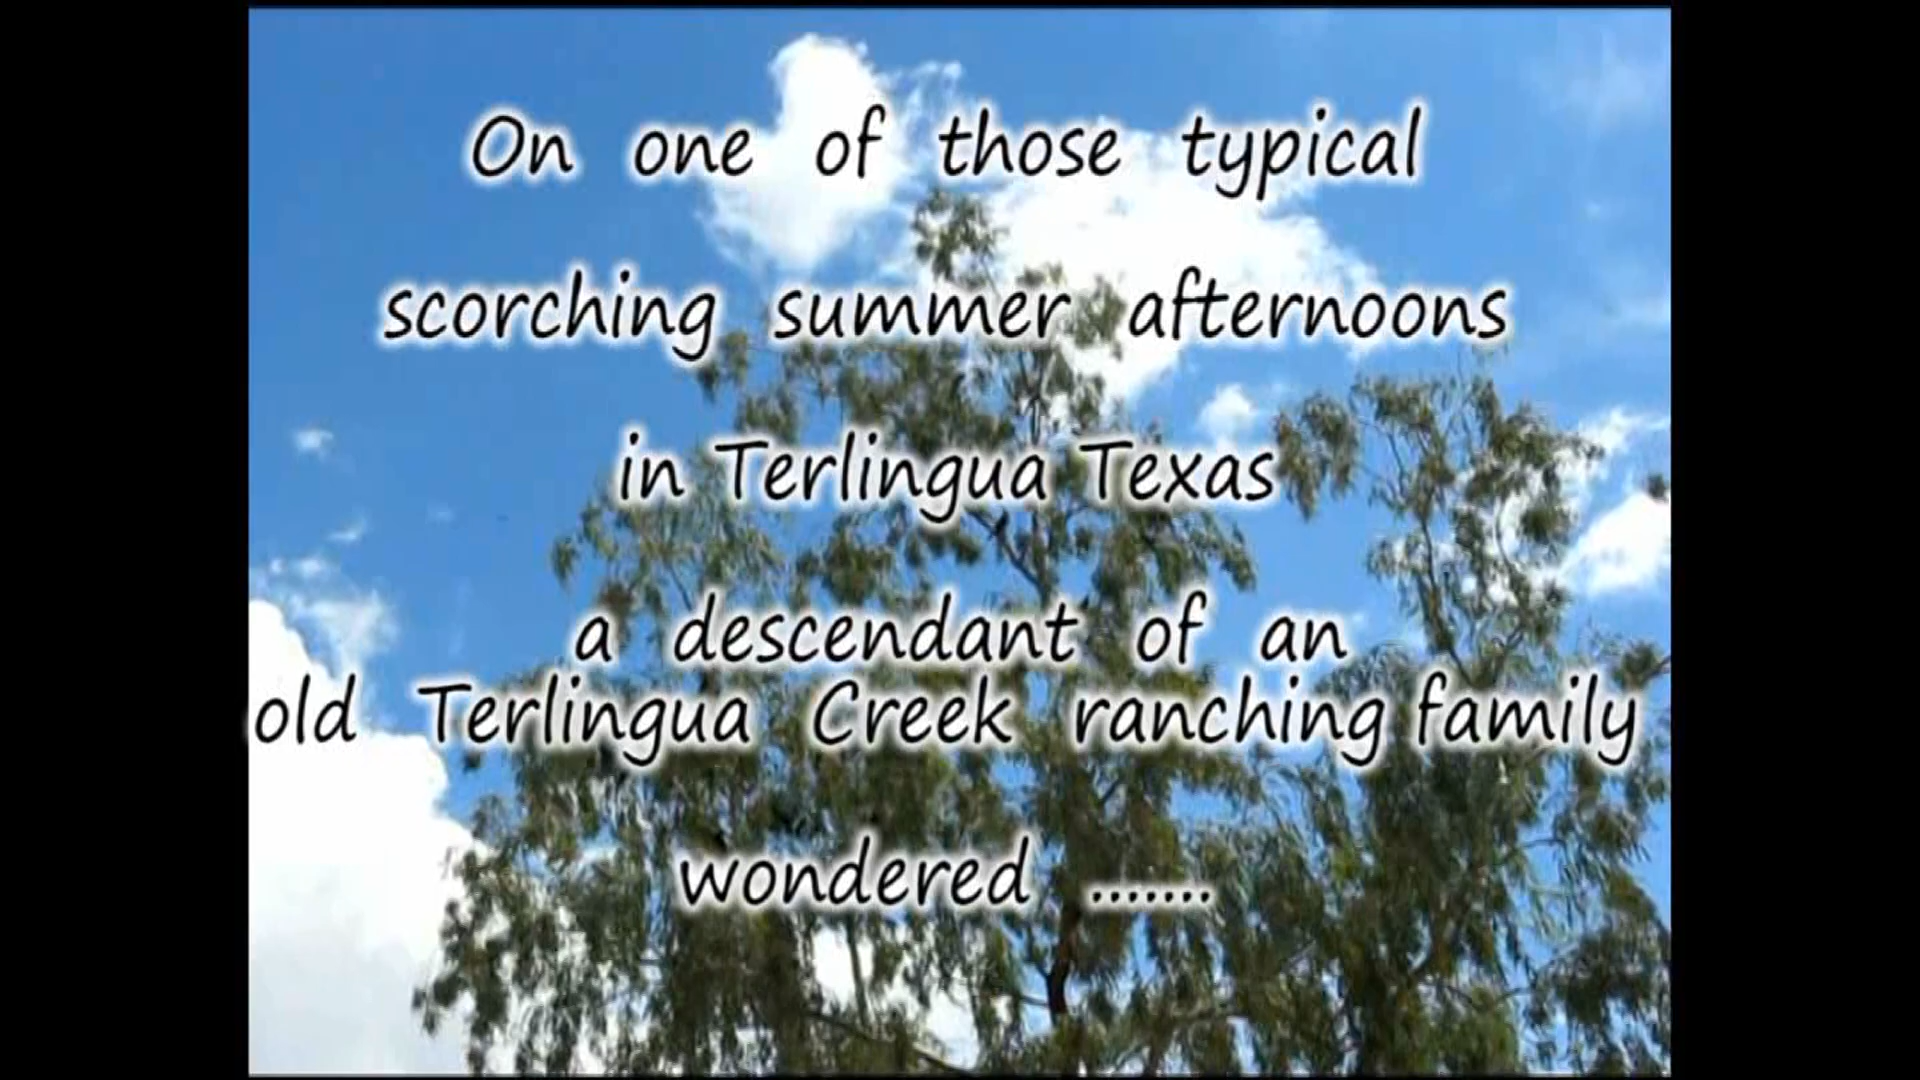 On one of those typical
scorching summer afternoons
in Terlingua Texas
a descendant of an
old Terlingua Creek ranching family
wondered .......